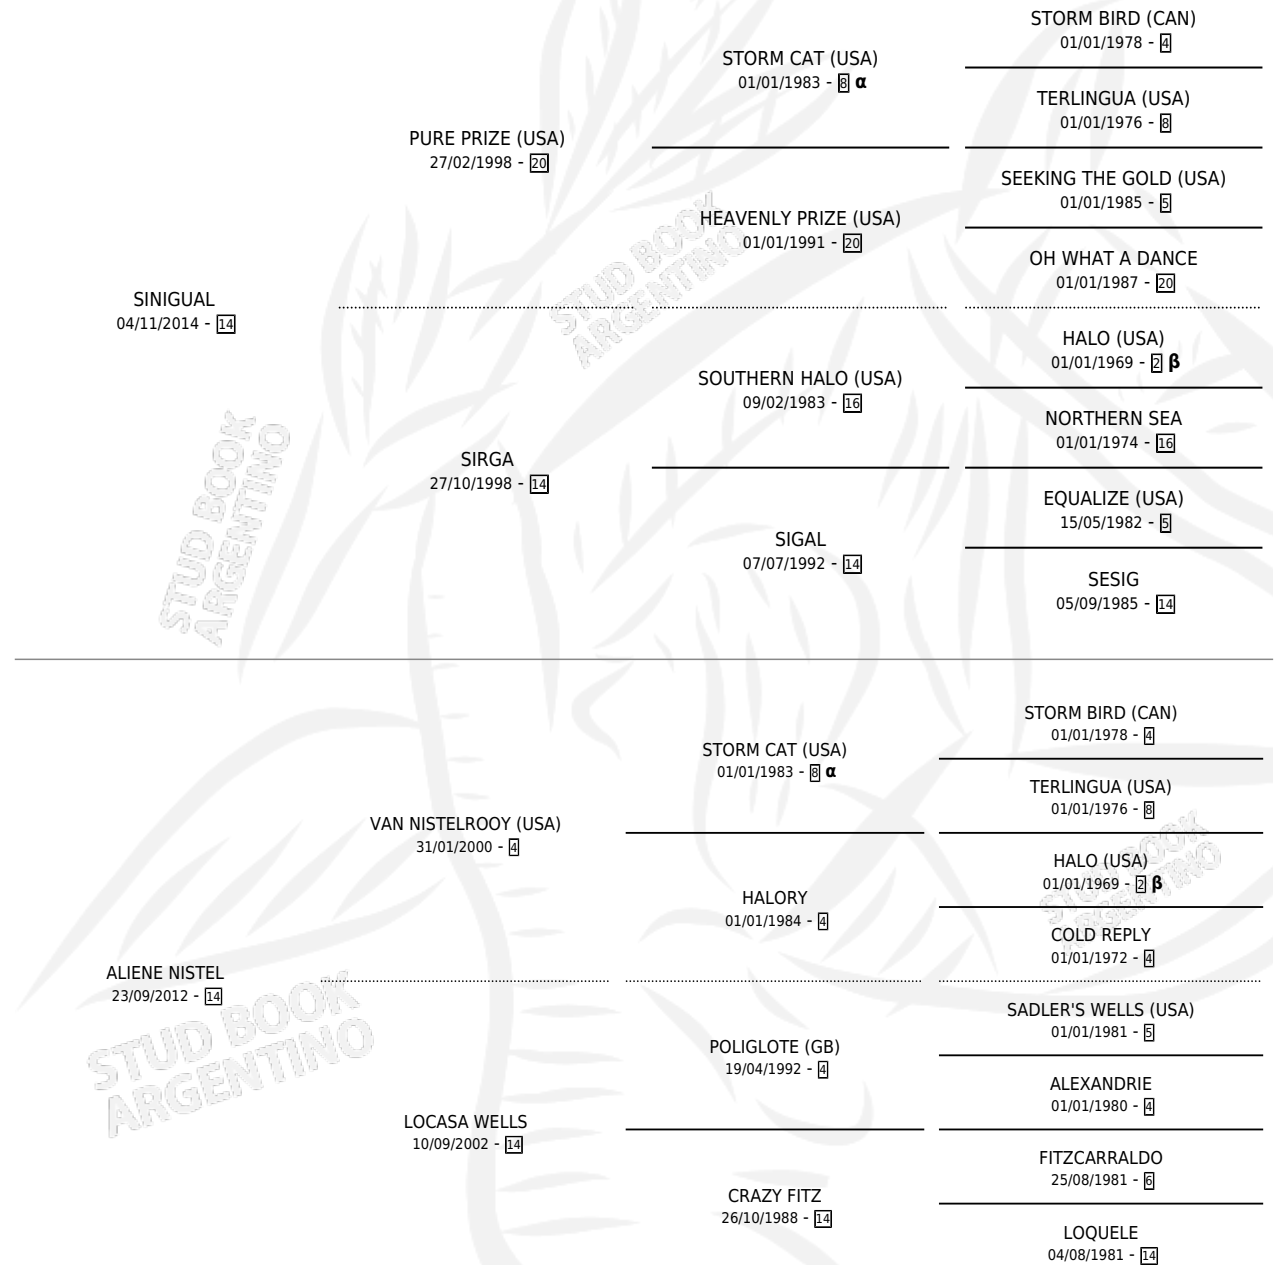 STORM BIRD (CAN)
01/01/1978 - 4
STORM CAT (USA)
01/01/1983 - 8 α
TERLINGUA (USA)
01/01/1976 - 8
PURE PRIZE (USA)
27/02/1998 - 20
SEEKING THE GOLD (USA)
01/01/1985 - 5
HEAVENLY PRIZE (USA)
01/01/1991 - 20
OH WHAT A DANCE
01/01/1987 - 20
SINIGUAL
04/11/2014 - 14
HALO (USA)
01/01/1969 - 2 β
SOUTHERN HALO (USA)
09/02/1983 - 16
NORTHERN SEA
01/01/1974 - 16
SIRGA
27/10/1998 - 14
EQUALIZE (USA)
15/05/1982 - 5
SIGAL
07/07/1992 - 14
SESIG
05/09/1985 - 14
STORM BIRD (CAN)
01/01/1978 - 4
STORM CAT (USA)
01/01/1983 - 8 α
TERLINGUA (USA)
01/01/1976 - 8
VAN NISTELROOY (USA)
31/01/2000 - 4
HALO (USA)
01/01/1969 - 2 β
HALORY
01/01/1984 - 4
COLD REPLY
01/01/1972 - 4
ALIENE NISTEL
23/09/2012 - 14
SADLER'S WELLS (USA)
01/01/1981 - 5
POLIGLOTE (GB)
19/04/1992 - 4
ALEXANDRIE
01/01/1980 - 4
LOCASA WELLS
10/09/2002 - 14
FITZCARRALDO
25/08/1981 - 6
CRAZY FITZ
26/10/1988 - 14
LOQUELE
04/08/1981 - 14
STUD BOOK
ARGENTINO
STUD BOOK
ARGENTINO
STUD BOOK
ARGENTINO
STUD BOOK
ARGENTINO